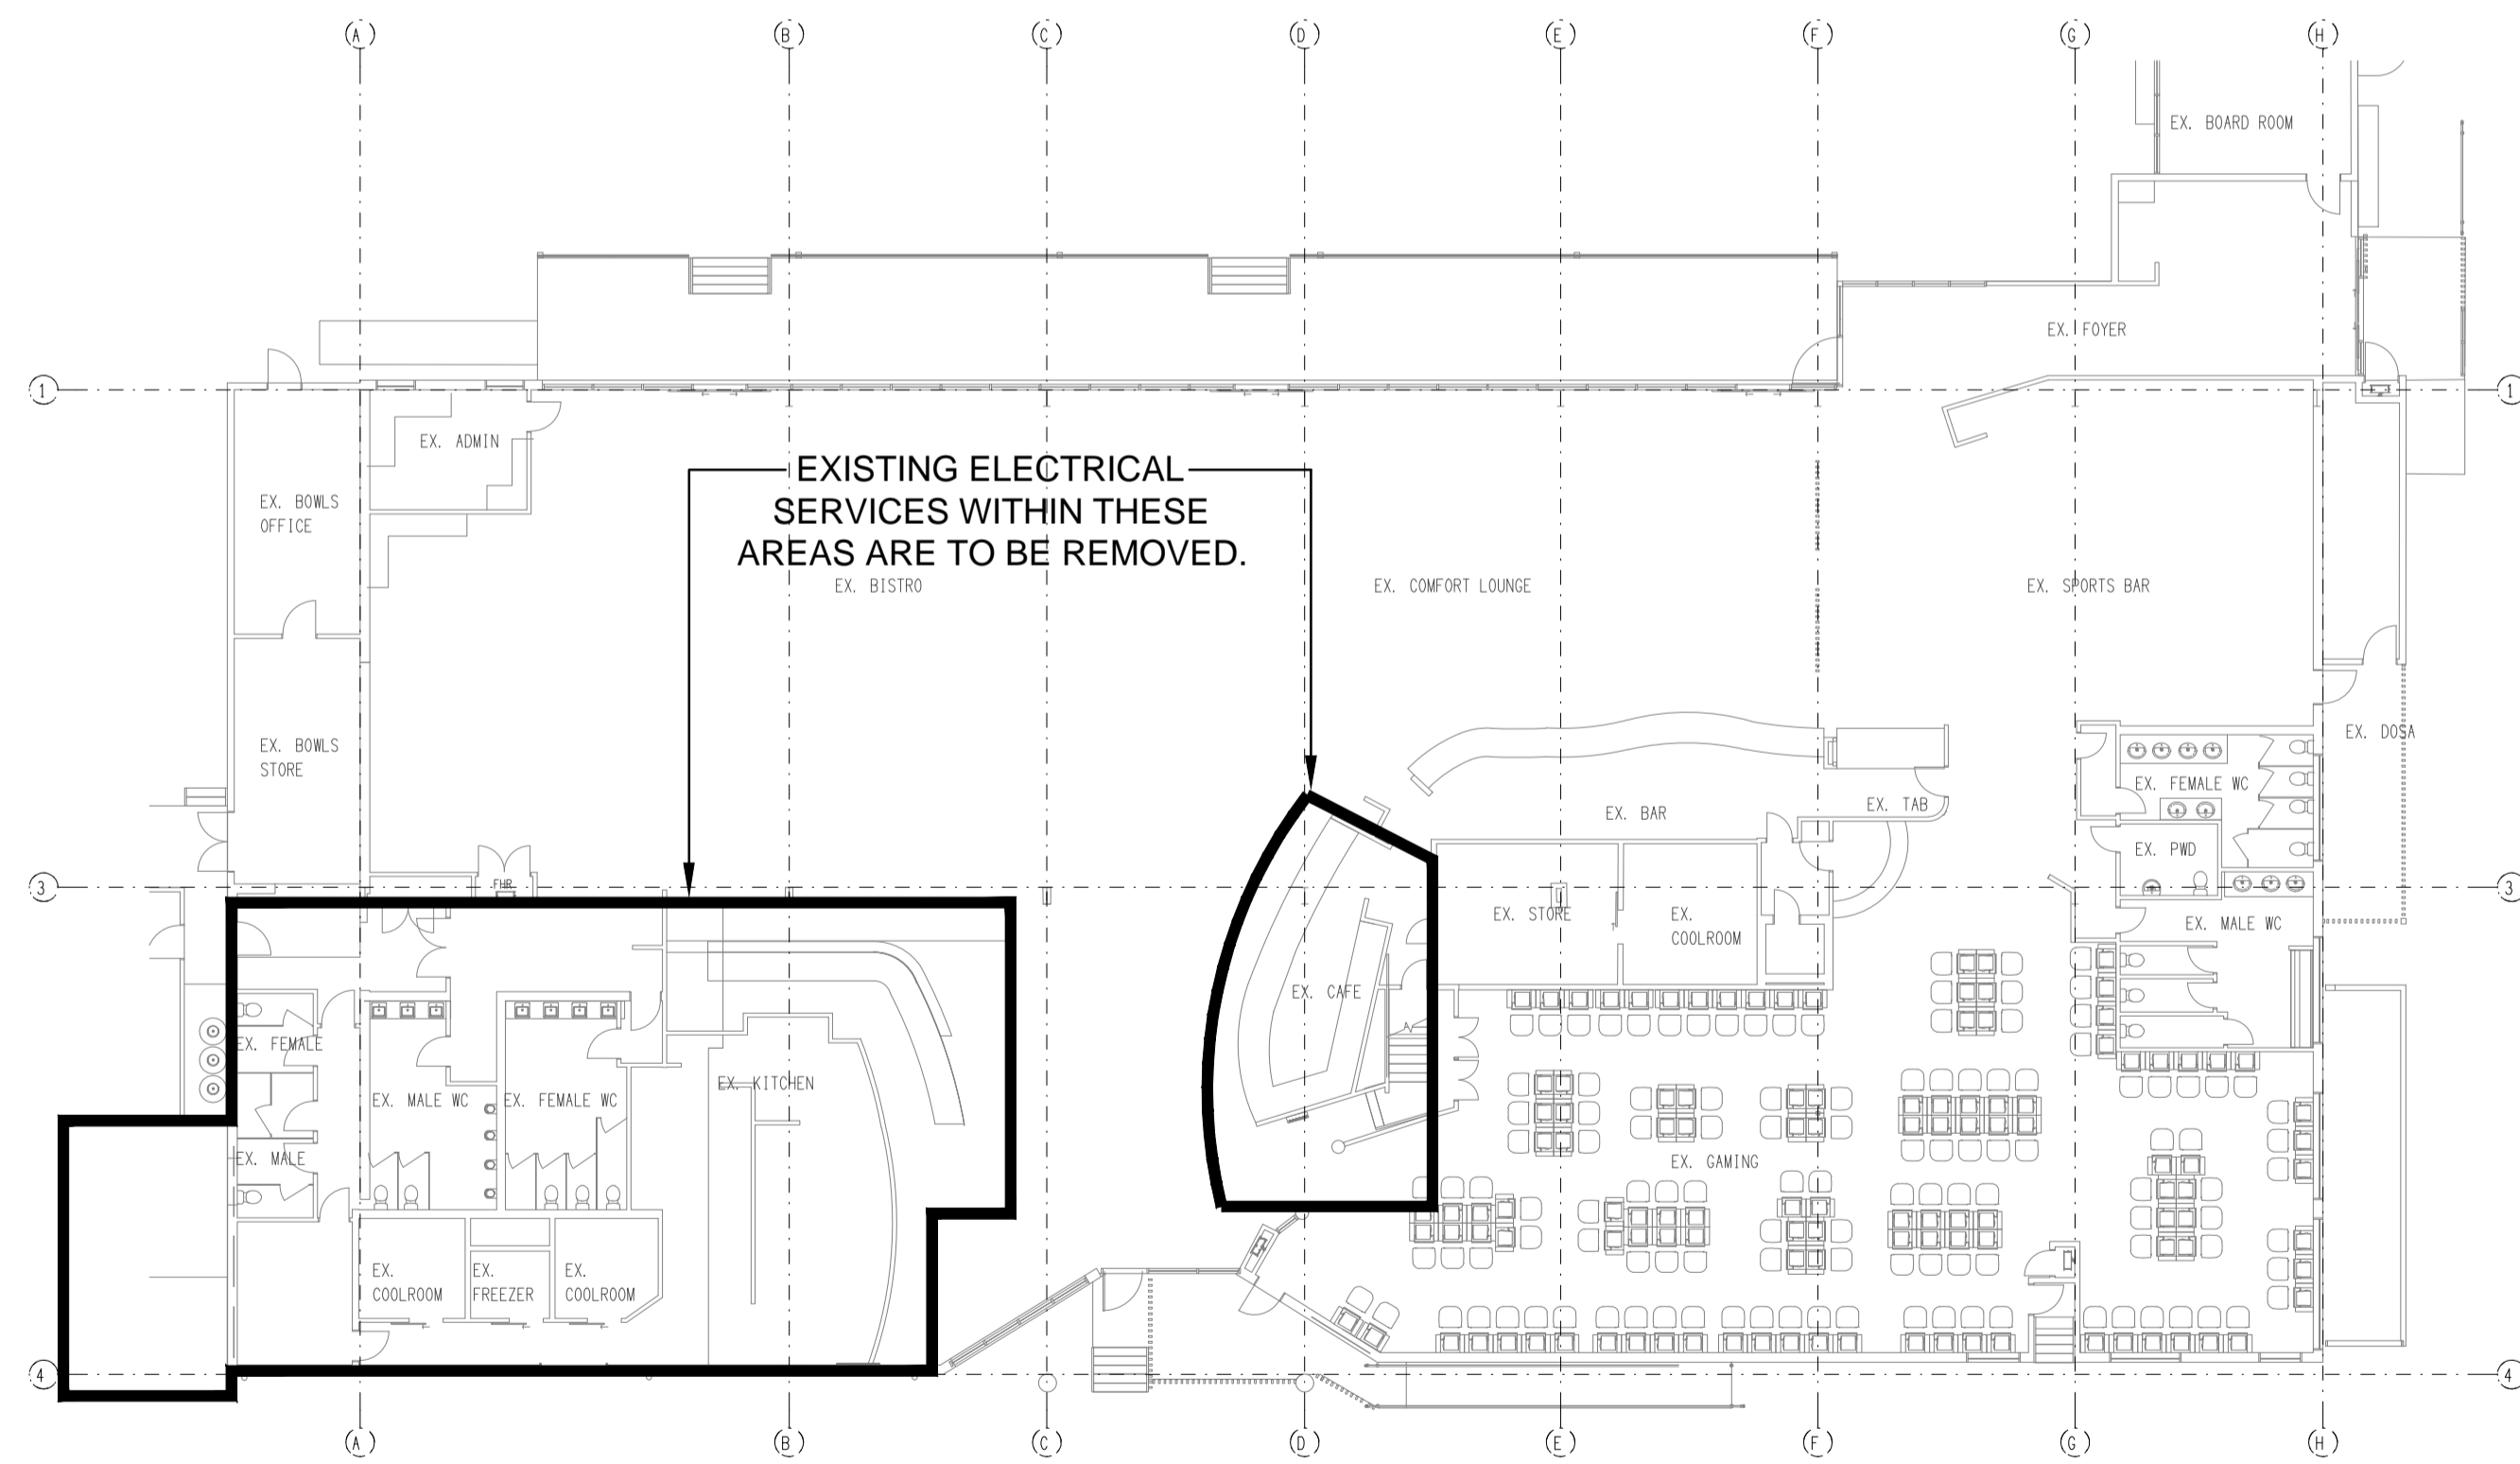 A
B
C
D
E
F
G
H
EX. BOARD ROOM
EX. FOYER
1
1
EX. ADMIN
EXISTING ELECTRICAL
SERVICES WITHIN THESE
AREAS ARE TO BE REMOVED.
EX. BOWLS
OFFICE
EX. BISTRO
EX. COMFORT LOUNGE
EX. SPORTS BAR
EX. BOWLS
STORE
EX. DOSA
EX. FEMALE WC
EX. TAB
EX. BAR
EX. PWD
FHR
3
3
EX. STORE
EX.
COOLROOM
EX. MALE WC
EX. CAFE
EX. FEMALE
EX. KITCHEN
EX. MALE WC
EX. FEMALE WC
EX. MALE
EX. GAMING
EX.
COOLROOM
EX.
FREEZER
EX.
COOLROOM
4
4
A
B
C
D
E
F
G
H